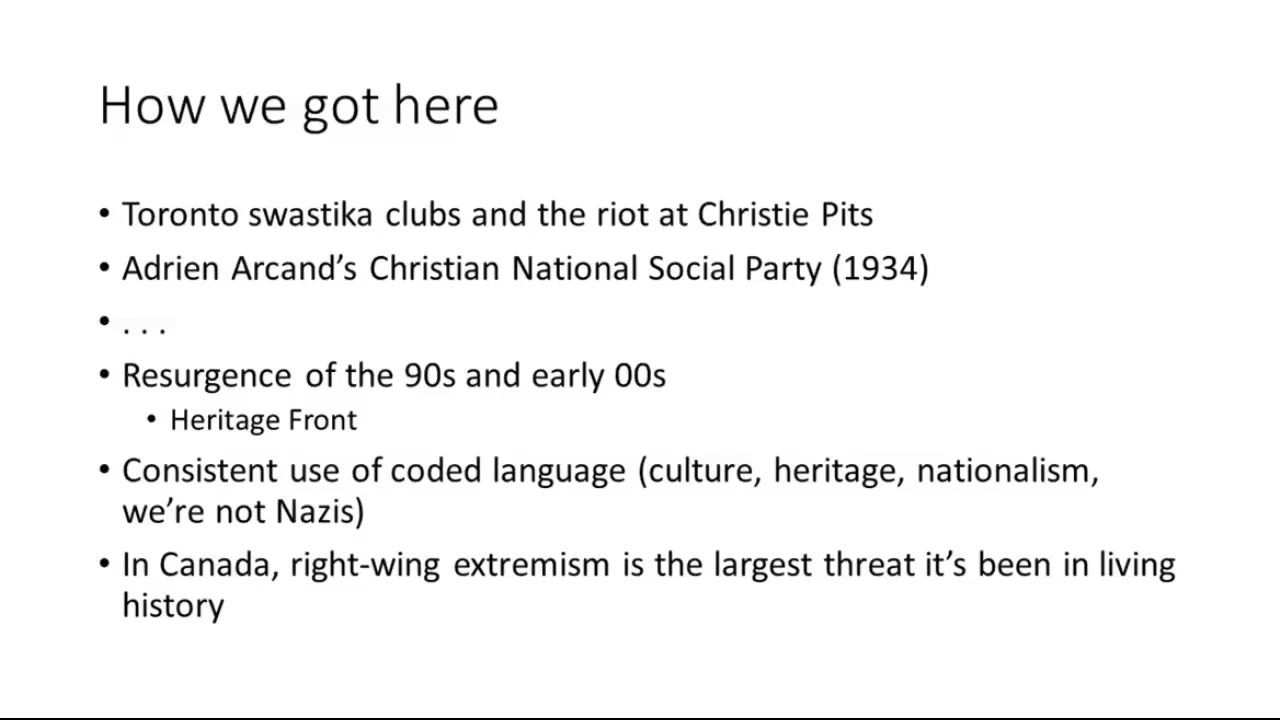 How we got here
• Toronto swastika clubs and the riot at Christie Pits
• Adrien Arcand’s Christian National Social Party (1934)
• . . .
• Resurgence of the 90s and early 00s
• Heritage Front
• Consistent use of coded language (culture, heritage, nationalism,
we’re not Nazis)
• In Canada, right-wing extremism is the largest threat it’s been in living
history